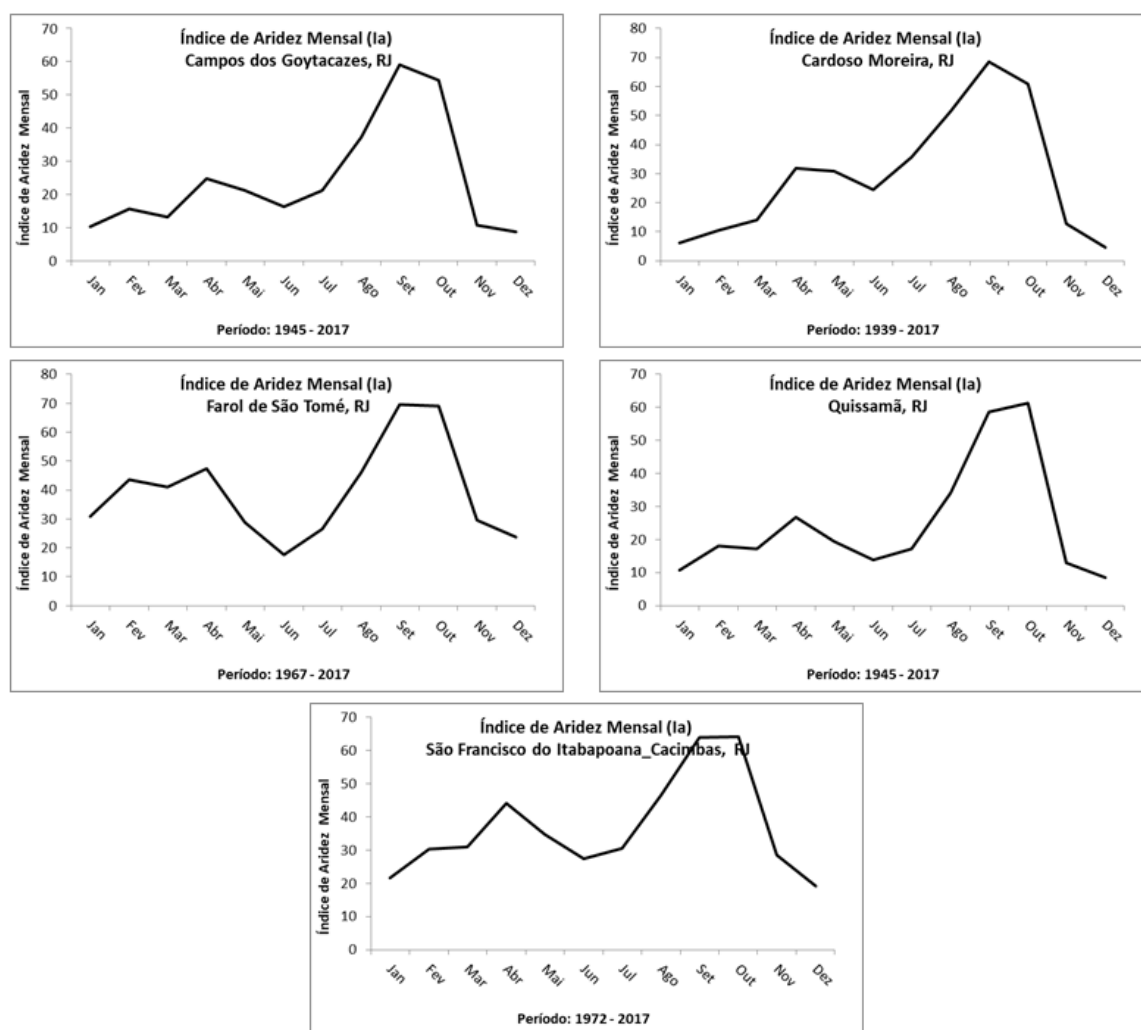 Índice de Aridez Mensal (Ia)
Campos dos Goytacazes, RJ
Índice de Aridez Mensal
70
60
50
40
30
20
10
0
Jan Fev Mar Abr Mai Jun Jul Ago Set Out Nov Dez
Período: 1945 - 2017
Índice de Aridez Mensal (Ia)
Cardoso Moreira, RJ
Índice de Aridez Mensal
80
70
60
50
40
30
20
10
0
Jan Fev Mar Abr Mai Jun Jul Ago Set Out Nov Dez
Período: 1939 - 2017
Índice de Aridez Mensal (Ia)
Farol de São Tomé, RJ
Índice de Aridez Mensal
80
70
60
50
40
30
20
10
0
Jan Fev Mar Abr Mai Jun Jul Ago Set Out Nov Dez
Período: 1967 - 2017
Índice de Aridez Mensal (Ia)
Quissamã, RJ
Índice de Aridez Mensal
70
60
50
40
30
20
10
0
Jan Fev Mar Abr Mai Jun Jul Ago Set Out Nov Dez
Período: 1945 - 2017
Índice de Aridez Mensal (Ia)
São Francisco do Itabapoana_Cacimbas, RJ
Índice de Aridez Mensal
70
60
50
40
30
20
10
0
Jan Fev Mar Abr Mai Jun Jul Ago Set Out Nov Dez
Período: 1972 - 2017